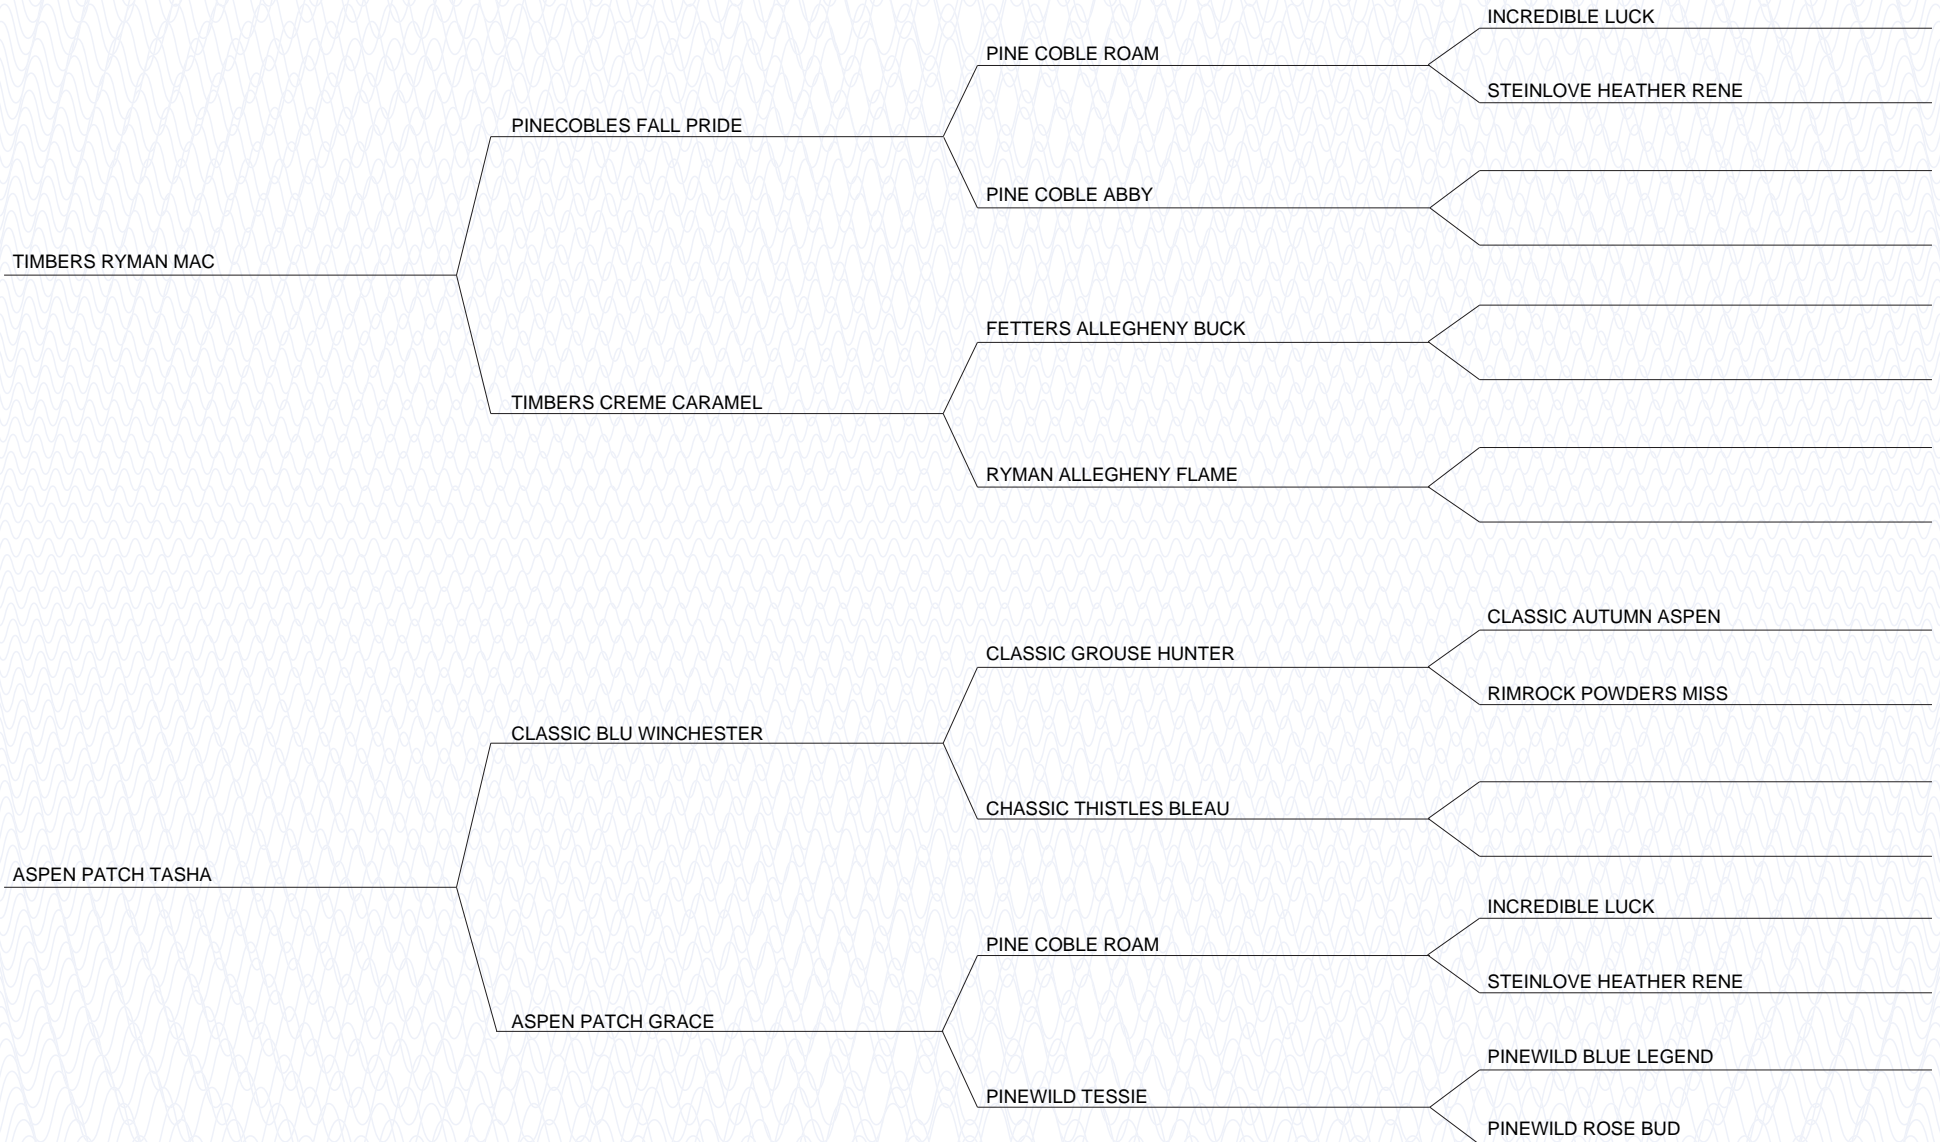 INCREDIBLE LUCK
PINE COBLE ROAM
STEINLOVE HEATHER RENE
PINECOBLES FALL PRIDE
PINE COBLE ABBY
TIMBERS RYMAN MAC
FETTERS ALLEGHENY BUCK
TIMBERS CREME CARAMEL
RYMAN ALLEGHENY FLAME
CLASSIC AUTUMN ASPEN
CLASSIC GROUSE HUNTER
RIMROCK POWDERS MISS
CLASSIC BLU WINCHESTER
CHASSIC THISTLES BLEAU
ASPEN PATCH TASHA
INCREDIBLE LUCK
PINE COBLE ROAM
STEINLOVE HEATHER RENE
ASPEN PATCH GRACE
PINEWILD BLUE LEGEND
PINEWILD TESSIE
PINEWILD ROSE BUD